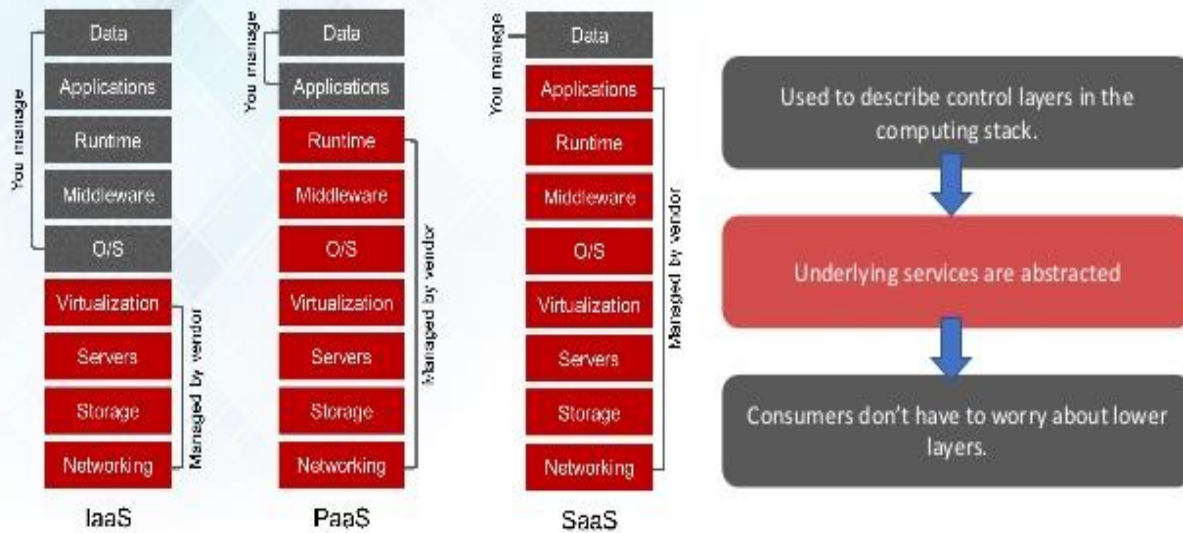 You manage
Data
Applications
Runtime
Middleware
O/S
Virtualization
Servers
Storage
Networking
Managed by vendor
IaaS
You manage
Data
Applications
Runtime
Middleware
O/S
Virtualization
Servers
Storage
Networking
Managed by vendor
PaaS
You manage
Data
Applications
Runtime
Middleware
O/S
Virtualization
Servers
Storage
Networking
Managed by vendor
SaaS
Used to describe control layers in the
computing stack.
Underlying services are abstracted
Consumers don't have to worry about lower
layers.